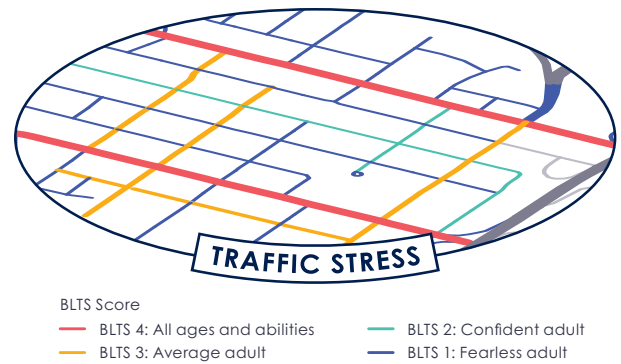 TRAFFIC STRESS
BLTS Score
BLTS 4: All ages and abilities
BLTS 2: Confident adult
BLTS 3: Average adult
BLTS 1: Fearless adult